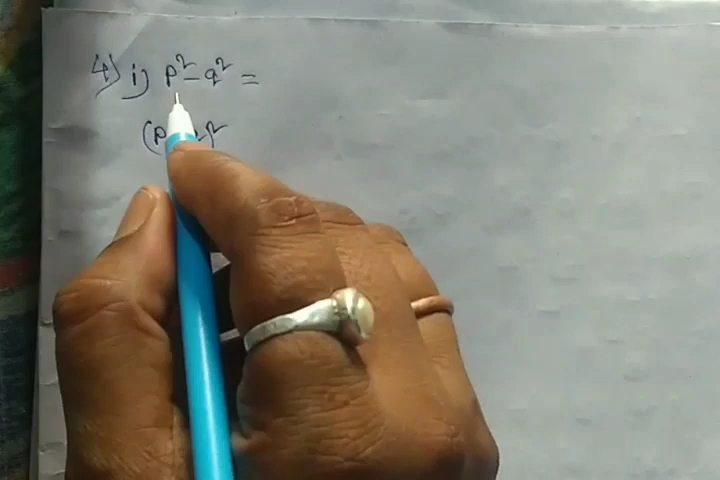 4) i) p² - q² =
(p